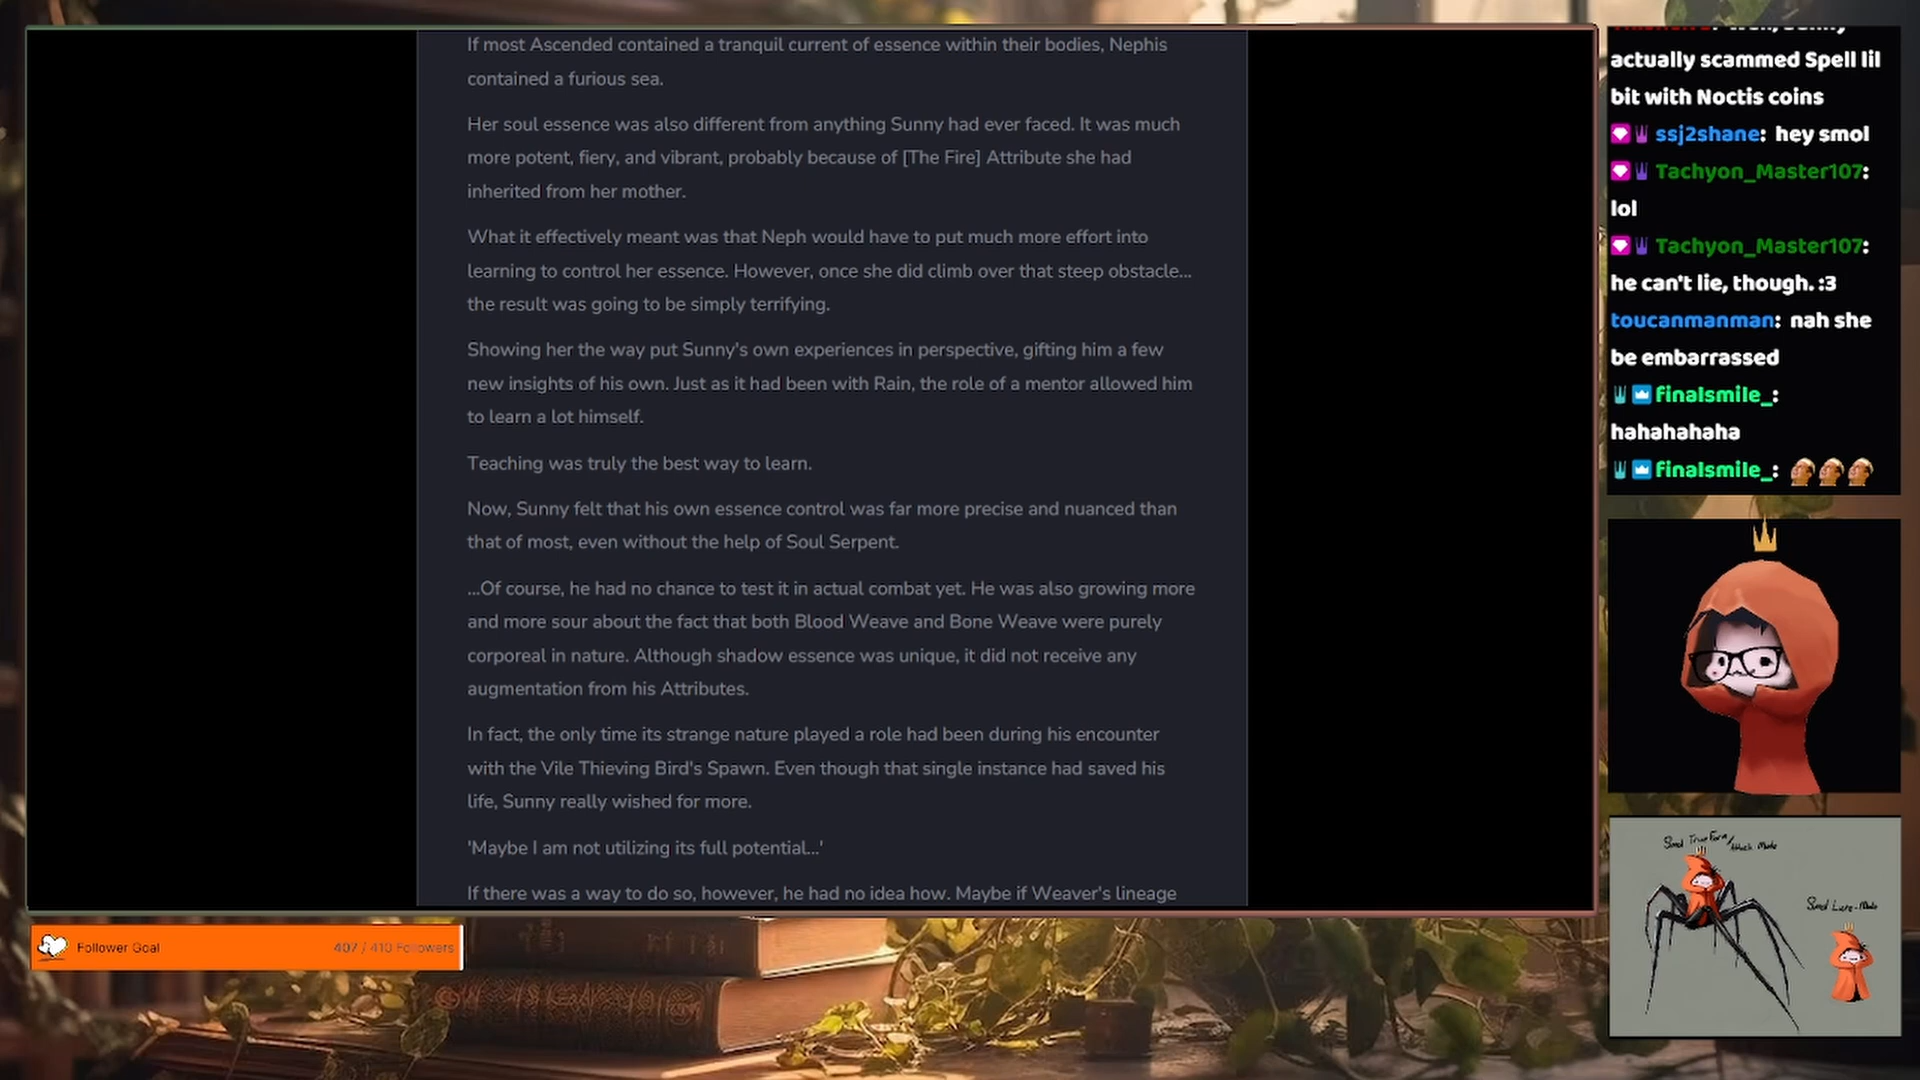 If most Ascended contained a tranquil current of essence within their bodies, Nephis
contained a furious sea.
Her soul essence was also different from anything Sunny had ever faced. It was much
more potent, fiery, and vibrant, probably because of [The Fire] Attribute she had
inherited from her mother.
What it effectively meant was that Neph would have to put much more effort into
learning to control her essence. However, once she did climb over that steep obstacle...
the result was going to be simply terrifying.
Showing her the way put Sunny's own experiences in perspective, gifting him a few
new insights of his own. Just as it had been with Rain, the role of a mentor allowed him
to learn a lot himself.
Teaching was truly the best way to learn.
Now, Sunny felt that his own essence control was far more precise and nuanced than
that of most, even without the help of Soul Serpent.
...Of course, he had no chance to test it in actual combat yet. He was also growing more
and more sour about the fact that both Blood Weave and Bone Weave were purely
corporeal in nature. Although shadow essence was unique, it did not receive any
augmentation from his Attributes.
In fact, the only time its strange nature played a role had been during his encounter
with the Vile Thieving Bird's Spawn. Even though that single instance had saved his
life, Sunny really wished for more.
'Maybe I am not utilizing its full potential...'
If there was a way to do so, however, he had no idea how. Maybe if Weaver's lineage
actually scammed Spell lil
bit with Noctis coins
ssj2shane: hey smol
Tachyon_Master107:
lol
Tachyon_Master107:
he can't lie, though. :3
toucanmanman: nah she
be embarrassed
finalsmile_:
hahahahaha
finalsmile_:
Smol True Form/
Attack Mode
Smol Lure-Mode
Follower Goal
407 / 410 Followers